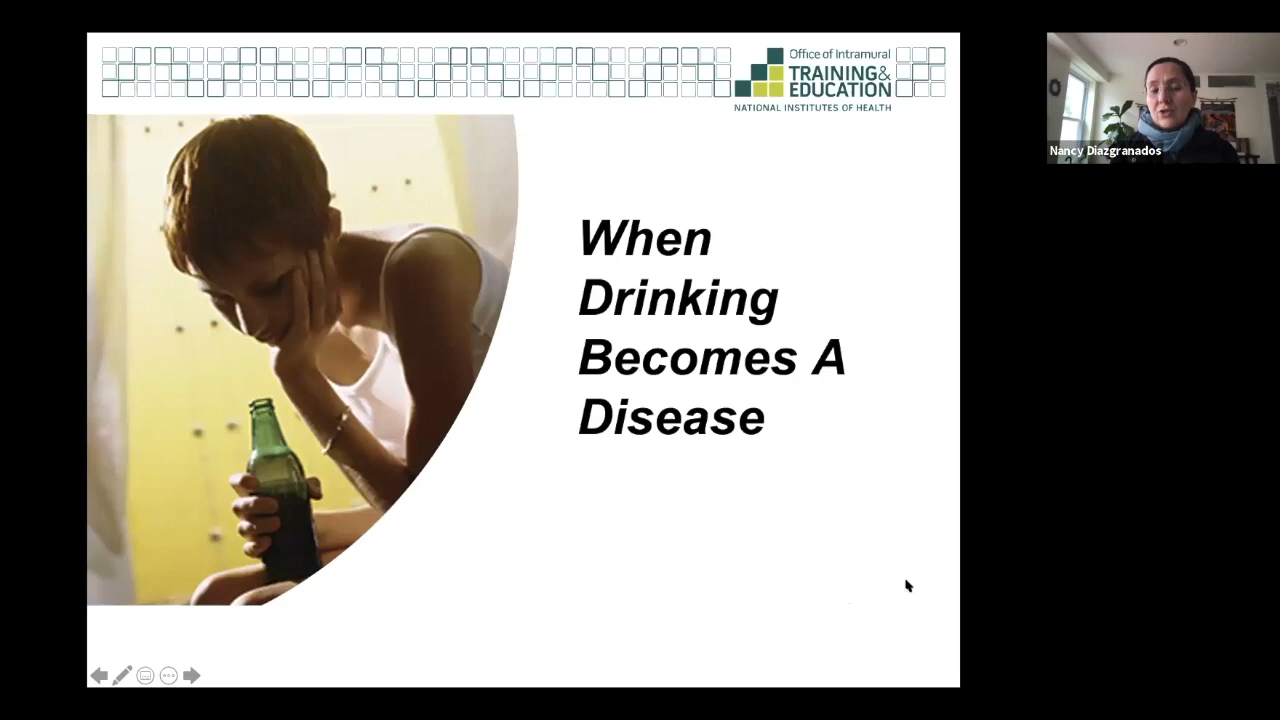 Office of Intramural
TRAINING&
EDUCATION
NATIONAL INSTITUTES OF HEALTH
Nancy Diazgranados
When
Drinking
Becomes A
Disease